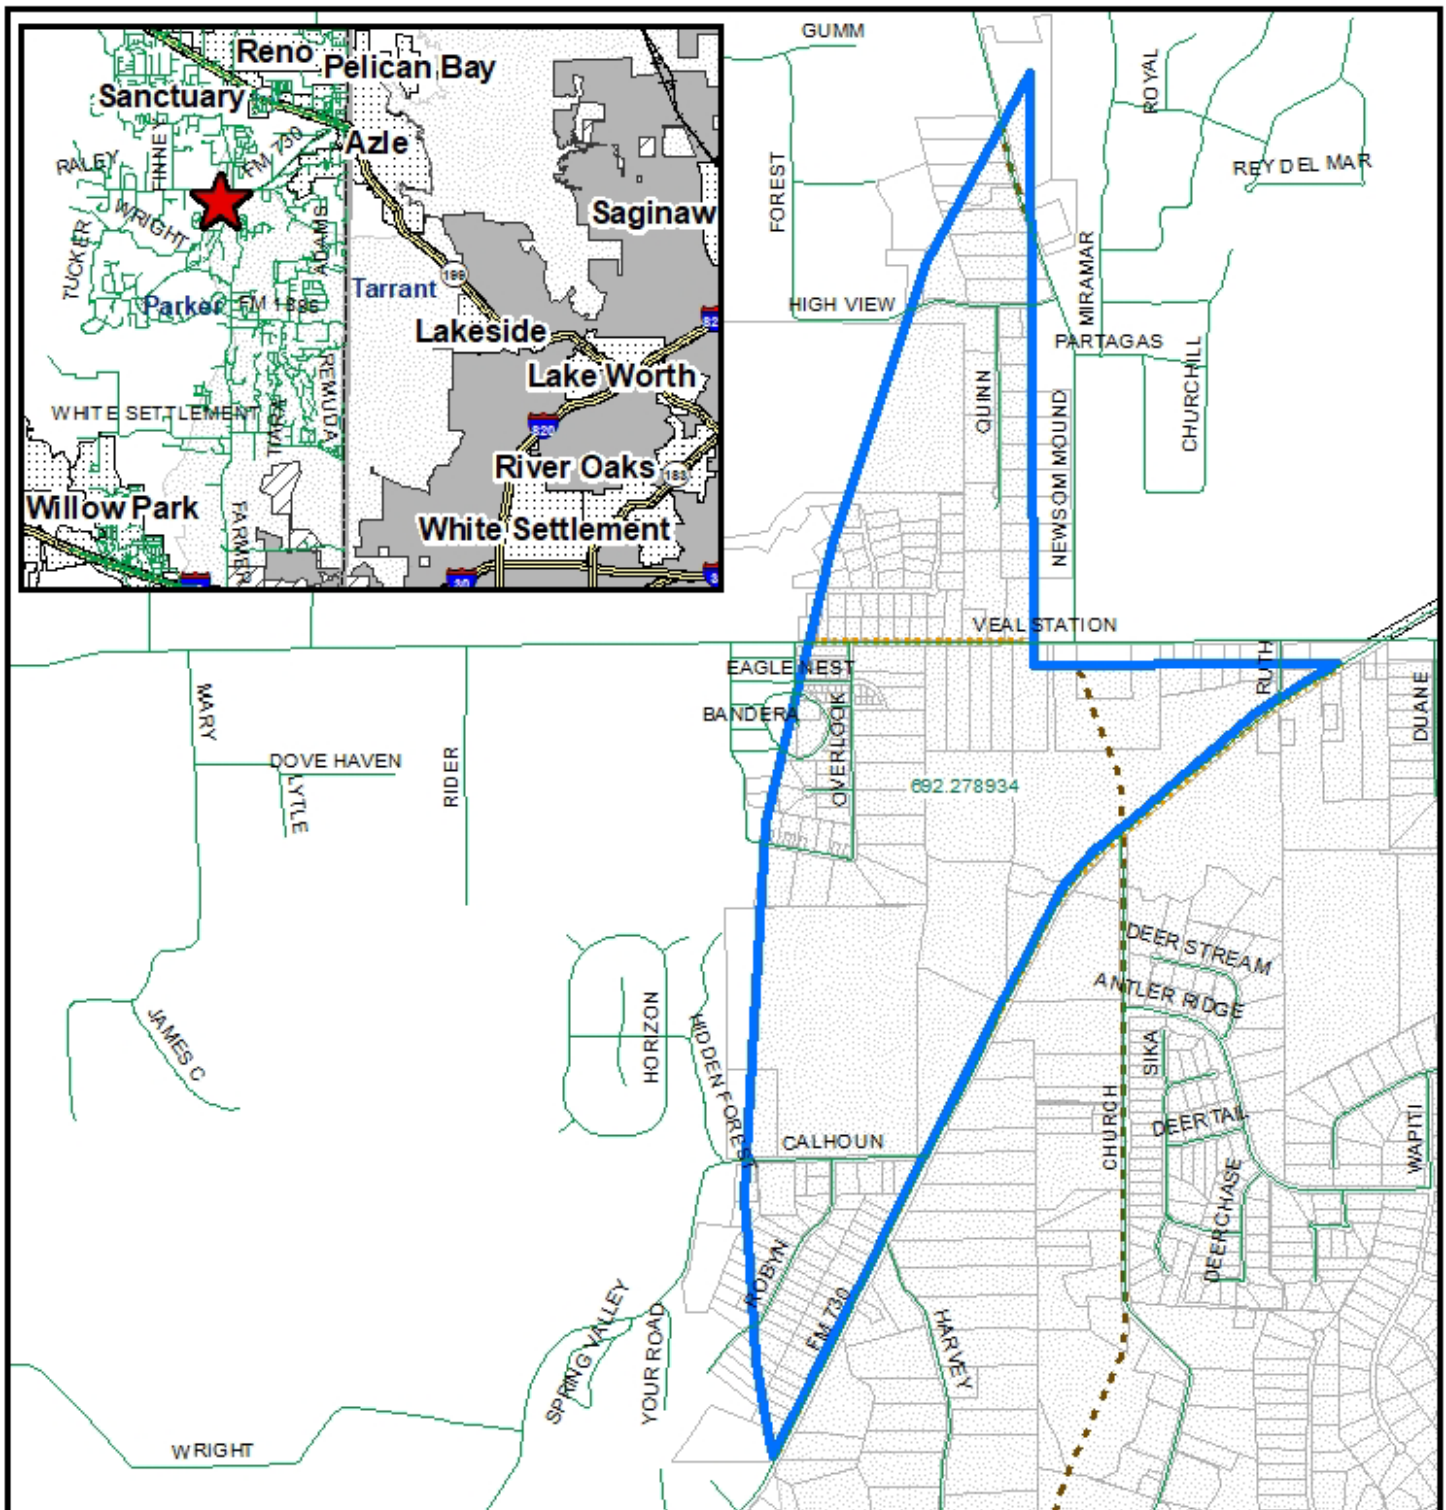 Reno
Pelican Bay
Sanctuary
Azle
FM 730
RALEY
WRIGHT
TUCKER
ADAMS
Saginaw
199
Parker
FM 1886
Tarrant
Lakeside
Lake Worth
REMUDA
WHITE SETTLEMENT
TIARA
820
River Oaks
183
Willow Park
White Settlement
FARMER
30
GUMM
ROYAL
FOREST
REY DEL MAR
MIRAMAR
HIGH VIEW
PARTAGAS
QUINN
CHURCHILL
NEWSOM MOUND
VEAL STATION
EAGLE NEST
RUTH
BANDERA
OVERLOOK
DUANE
MARY
DOVE HAVEN
RIDER
LYTLE
692.278934
DEER STREAM
ANTLER RIDGE
HORIZON
HIDDEN FOREST
JAMES C
SIKA
CHURCH
DEER TAIL
WAPITI
CALHOUN
DEERCHASE
ROBYN
FM 730
HARVEY
SPRING VALLEY
YOUR ROAD
WRIGHT